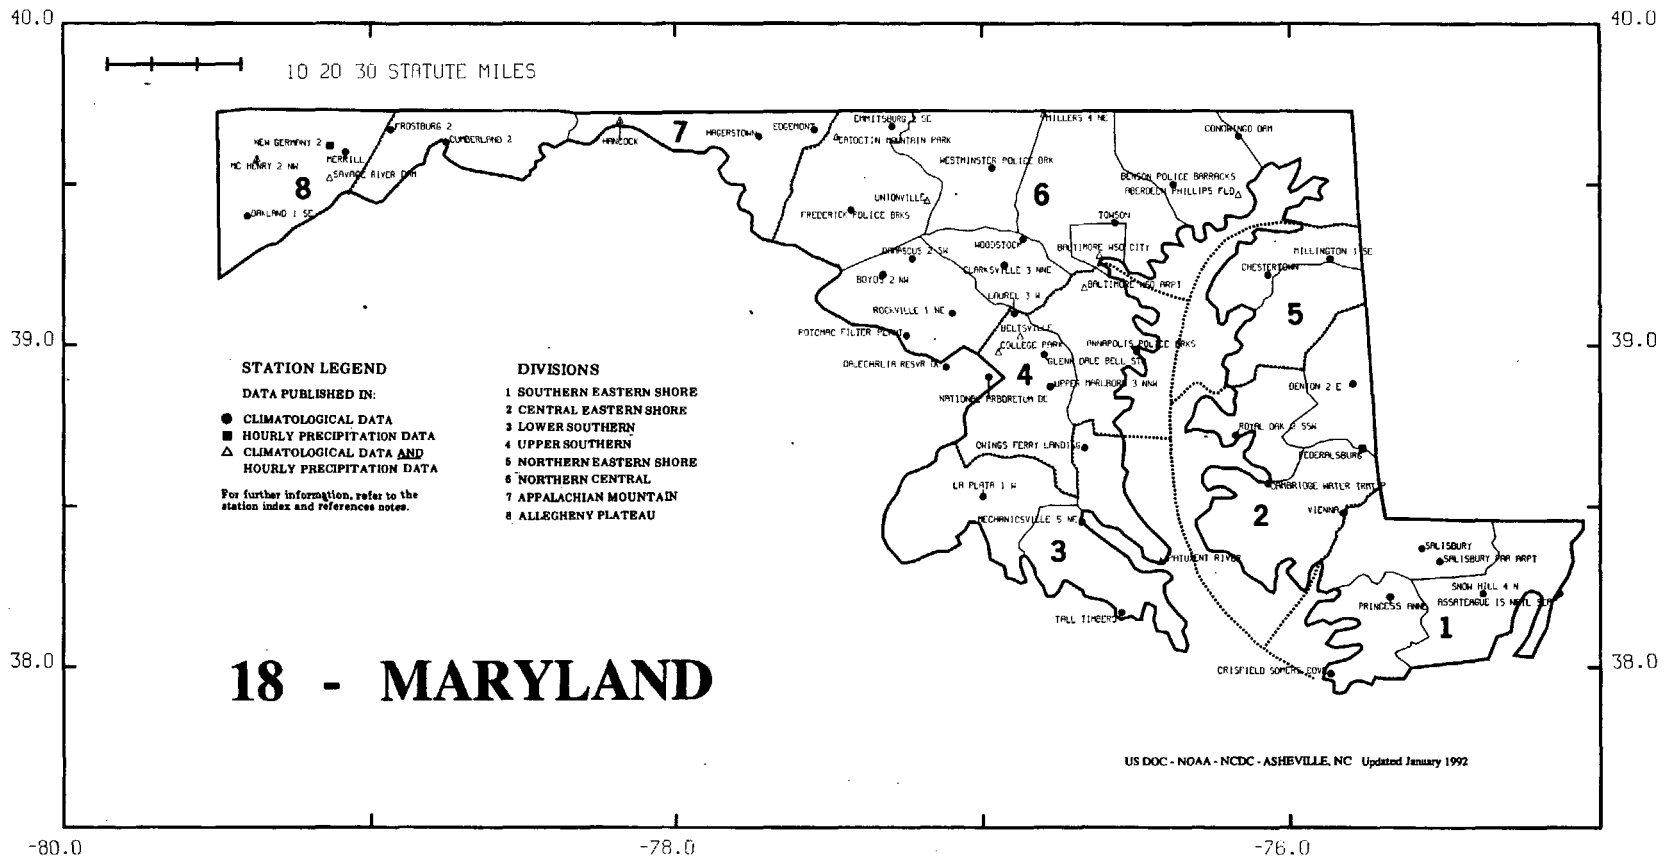 40.0
40.0
10 20 30 STATUTE MILES
FROSTBURG 2
CUMBERLAND 2
NEW GERMANY 2
MERRILL
MC HENRY 2 NW
SAVAGE RIVER DAM
8
OAKLAND 1 SE
HANCOCK
7
HAGERSTOWN
EDGEMONT
EMMITSBURG 2 SE
CATOCTIN MOUNTAIN PARK
MILLERS 4 NE
CONOWINGO DAM
WESTMINSTER POLICE BRK
BENSON POLICE BARRACKS
ABERDEEN PHILLIPS FLD
UNIONVILLE
6
FREDERICK POLICE BRKS
TOWSON
DAMASCUS 2 SW
WOODSTOCK
BALTIMORE WSO CITY
MILLINGTON 1 SE
CLARKSVILLE 3 NNE
CHESTERTOWN
BOYDS 2 NW
BALTIMORE WSO ARPT
LAUREL 3 W
ROCKVILLE 1 NE
5
BELTSVILLE
POTOMAC FILTER PLANT
39.0
39.0
COLLEGE PARK
ANNAPOLIS POLICE BRKS
GLENN DALE BELL STN
DALECARLIA RESVR DC
4
UPPER MARLBORO 3 NNW
DENTON 2 E
NATIONAL ARBORETUM DC
ROYAL OAK 2 SSW
OWINGS FERRY LANDING
FEDERALSBURG
LA PLATA 1 W
CAMBRIDGE WATER TRMT P
VIENNA
2
MECHANICSVILLE 5 NE
3
PATUXENT RIVER
SALISBURY
SALISBURY FAA ARPT
SNOW HILL 4 N
PRINCESS ANNE
ASSATEAGUE IS NATL SEA
1
TALL TIMBERS
CRISFIELD SOMERS COVE
STATION LEGEND
DATA PUBLISHED IN:
CLIMATOLOGICAL DATA
HOURLY PRECIPITATION DATA
CLIMATOLOGICAL DATA AND
HOURLY PRECIPITATION DATA
For further information, refer to the
station index and references notes.
DIVISIONS
1 SOUTHERN EASTERN SHORE
2 CENTRAL EASTERN SHORE
3 LOWER SOUTHERN
4 UPPER SOUTHERN
5 NORTHERN EASTERN SHORE
6 NORTHERN CENTRAL
7 APPALACHIAN MOUNTAIN
8 ALLEGHENY PLATEAU
38.0
38.0
18 - MARYLAND
US DOC - NOAA - NCDC - ASHEVILLE, NC Updated January 1992
-80.0
-78.0
-76.0